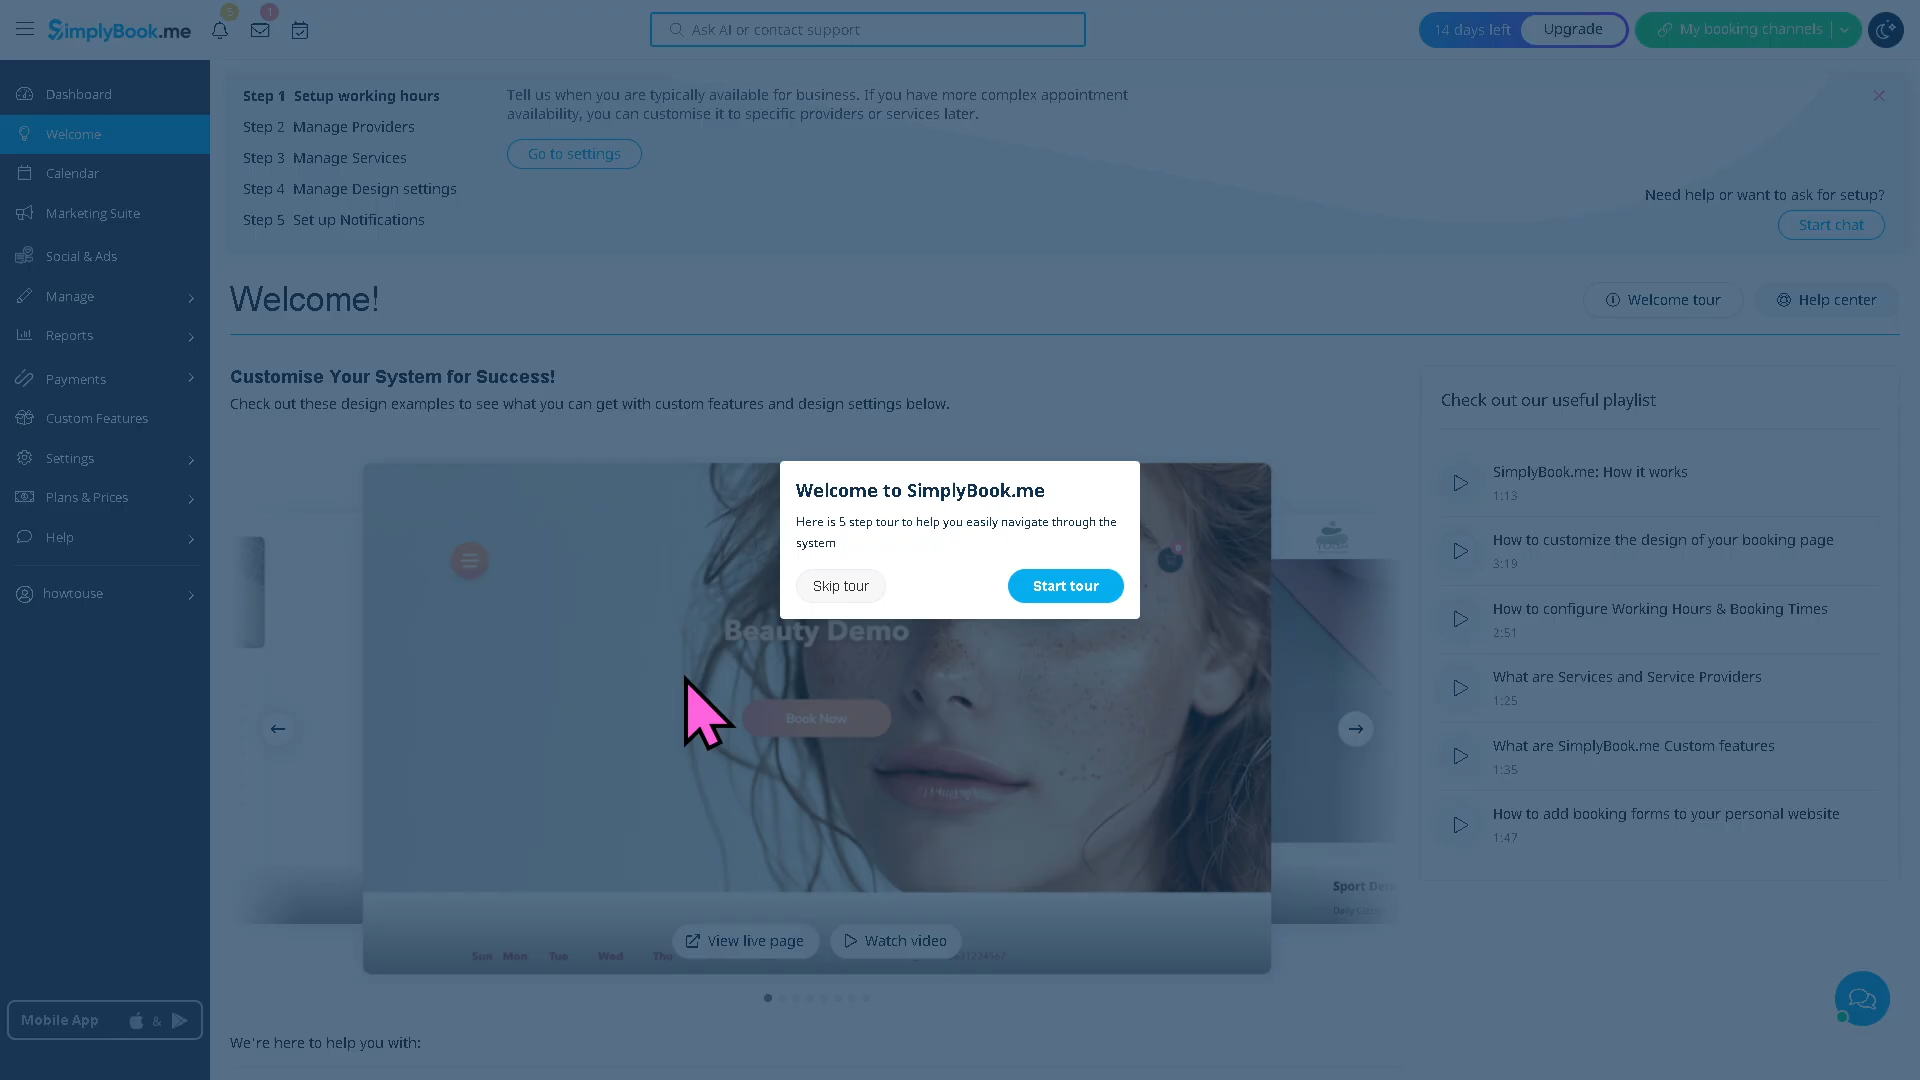 SimplyBook.me
5
1
Ask AI or contact support
14 days left
Upgrade
My booking channels
Dashboard
Welcome
Calendar
Marketing Suite
Social & Ads
Manage
Reports
Payments
Custom Features
Settings
Plans & Prices
Help
howtouse
Mobile App
&
Step 1 Setup working hours
Step 2 Manage Providers
Step 3 Manage Services
Step 4 Manage Design settings
Step 5 Set up Notifications
Tell us when you are typically available for business. If you have more complex appointment
availability, you can customise it to specific providers or services later.
Go to settings
Need help or want to ask for setup?
Start chat
Welcome!
Welcome tour
Help center
Customise Your System for Success!
Check out these design examples to see what you can get with custom features and design settings below.
Welcome to SimplyBook.me
Here is 5 step tour to help you easily navigate through the
system
Skip tour
Start tour
Beauty Demo
Book Now
View live page
Watch video
Sun Mon Tue Wed Thu
YOGA
Sport
Daily
We're here to help you with:
Check out our useful playlist
SimplyBook.me: How it works
1:13
How to customize the design of your booking page
3:19
How to configure Working Hours & Booking Times
2:51
What are Services and Service Providers
1:25
What are SimplyBook.me Custom features
1:35
How to add booking forms to your personal website
1:47